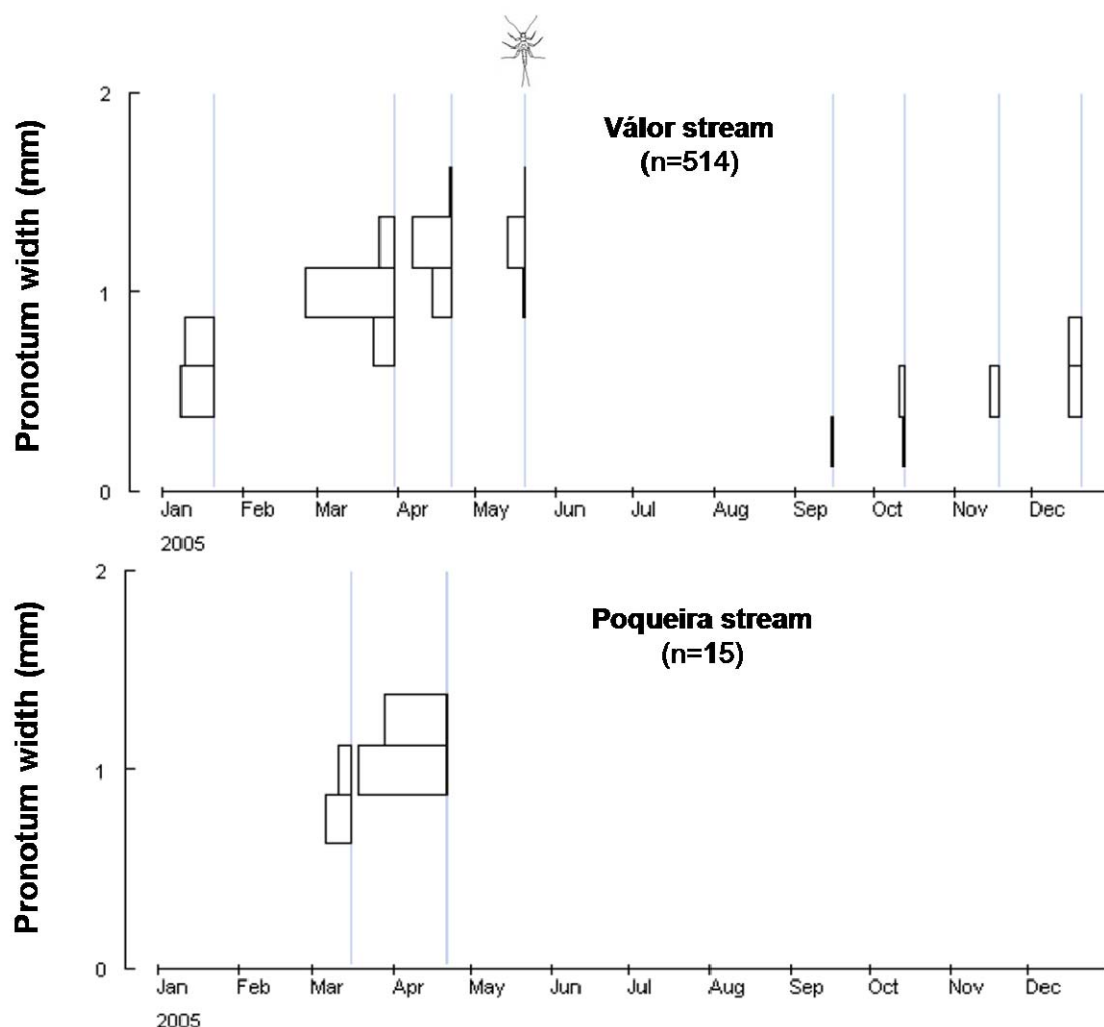 Válor stream
(n=514)
Pronotum width (mm)
2
1
0
Jan Feb Mar Apr May Jun Jul Aug Sep Oct Nov Dec
2005
Poqueira stream
(n=15)
Pronotum width (mm)
2
1
0
Jan Feb Mar Apr May Jun Jul Aug Sep Oct Nov Dec
2005